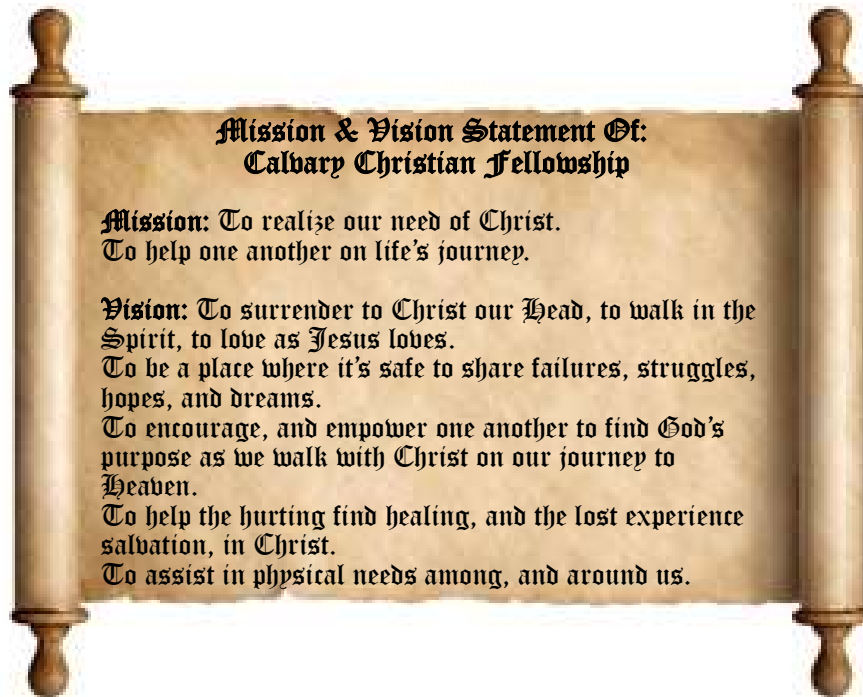 Mission & Vision Statement Of:
Calvary Christian Fellowship
Mission: To realize our need of Christ.
To help one another on life's journey.
Vision: To surrender to Christ our Head, to walk in the
Spirit, to love as Jesus loves.
To be a place where it's safe to share failures, struggles,
hopes, and dreams.
To encourage, and empower one another to find God's
purpose as we walk with Christ on our journey to
Heaven.
To help the hurting find healing, and the lost experience
salvation, in Christ.
To assist in physical needs among, and around us.